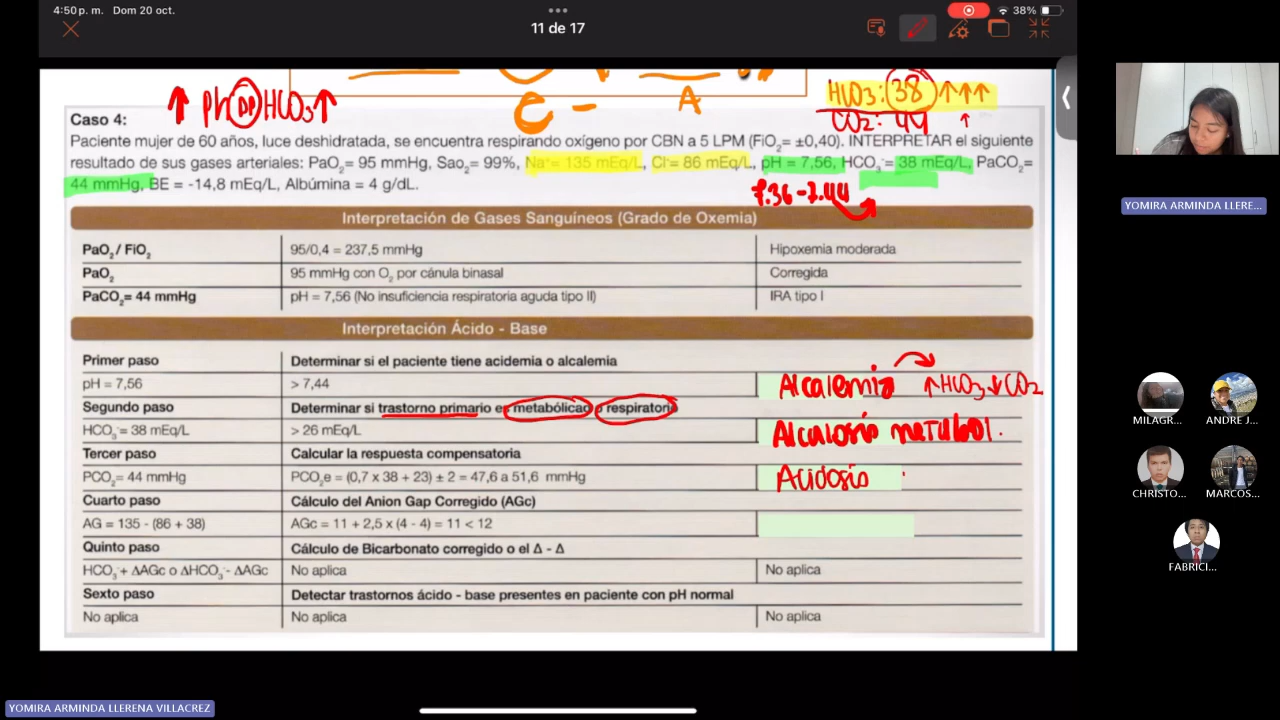 4:50 p. m. Dom 20 oct.
38%
11 de 17
↑ Ph DD HCO3 ↑
E - A
HCO3: 38 ↑↑↑
CO2: 44 ↑
Caso 4:
Paciente mujer de 60 años, luce deshidratada, se encuentra respirando oxígeno por CBN a 5 LPM (FiO₂= ±0,40). INTERPRETAR el siguiente
resultado de sus gases arteriales: PaO₂= 95 mmHg, Sao₂= 99%, Na⁺= 135 mEq/L, Cl⁻= 86 mEq/L, pH = 7,56, HCO₃⁻= 38 mEq/L, PaCO₂=
44 mmHg, BE = -14,8 mEq/L, Albúmina = 4 g/dL.
7.36 - 7.44
Interpretación de Gases Sanguíneos (Grado de Oxemia)
PaO₂ / FiO₂ 95/0,4 = 237,5 mmHg Hipoxemia moderada
PaO₂ 95 mmHg con O₂ por cánula binasal Corregida
PaCO₂= 44 mmHg pH = 7,56 (No insuficiencia respiratoria aguda tipo II) IRA tipo I
Interpretación Ácido - Base
Primer paso Determinar si el paciente tiene acidemia o alcalemia
pH = 7,56 > 7,44 Alcalemia ↑HCO3 ↓CO2
Segundo paso Determinar si trastorno primario es metabólicao o respiratorio
HCO₃⁻= 38 mEq/L > 26 mEq/L Alcalosis metabol.
Tercer paso Calcular la respuesta compensatoria
PCO₂= 44 mmHg PCO₂e = (0,7 x 38 + 23) ± 2 = 47,6 a 51,6 mmHg Acidosis
Cuarto paso Cálculo del Anion Gap Corregido (AGc)
AG = 135 - (86 + 38) AGc = 11 + 2,5 x (4 - 4) = 11 < 12
Quinto paso Cálculo de Bicarbonato corregido o el Δ - Δ
HCO₃⁻+ ΔAGc o ΔHCO₃⁻- ΔAGc No aplica No aplica
Sexto paso Detectar trastornos ácido - base presentes en paciente con pH normal
No aplica No aplica No aplica
YOMIRA ARMINDA LLERE...
MILAGR... ANDRE J...
CHRISTO... MARCOS...
FABRICI...
YOMIRA ARMINDA LLERENA VILLACREZ